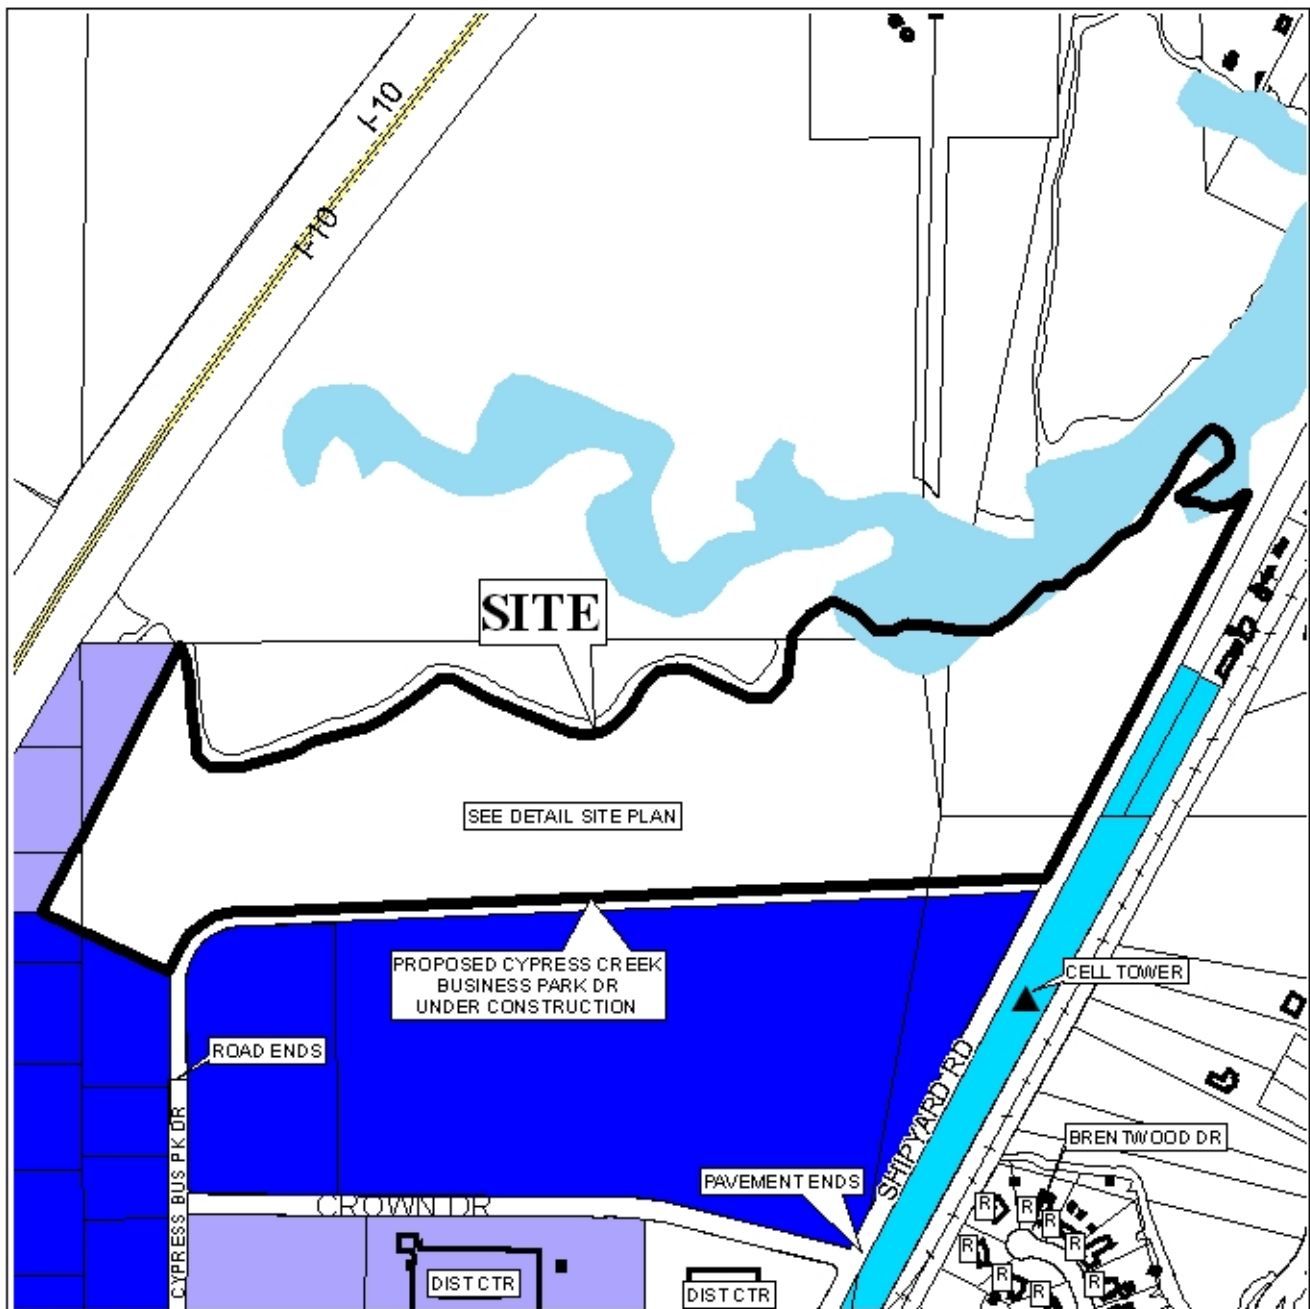 I-10
I-10
SITE
SEE DETAIL SITE PLAN
PROPOSED CYPRESS CREEK
BUSINESS PARK DR
UNDER CONSTRUCTION
CELL TOWER
ROAD ENDS
SHIPYARD RD
BRENTWOOD DR
CYPRESS BUS PK DR
PAVEMENT ENDS
CROWN DR
R
R
R
R
R
R
R
R
DIST CTR
DIST CTR